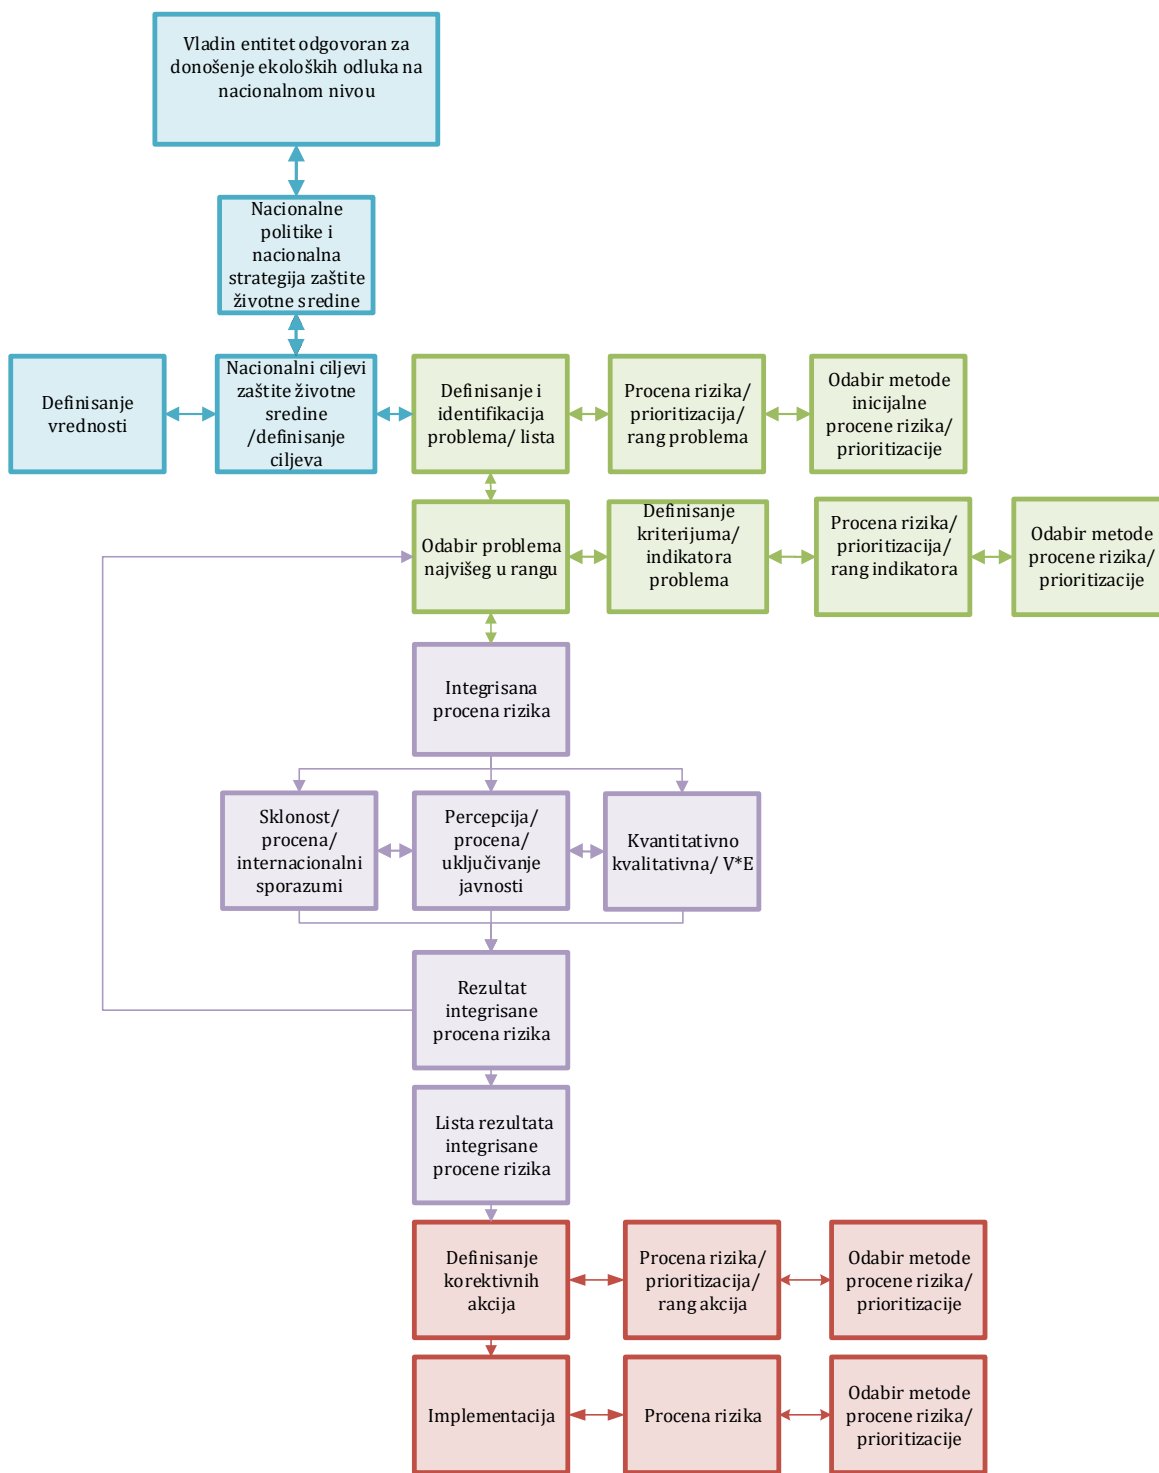 Vladin entitet odgovoran za
donošenje ekoloških odluka na
nacionalnom nivou
Nacionalne
politike i
nacionalna
strategija zaštite
životne sredine
Definisanje
vrednosti
Nacionalni ciljevi
zaštite životne
sredine
/definisanje
ciljeva
Definisanje i
identifikacija
problema/ lista
Procena rizika/
prioritizacija/
rang problema
Odabir metode
inicijalne
procene rizika/
prioritizacije
Odabir problema
najvišeg u rangu
Definisanje
kriterijuma/
indikatora
problema
Procena rizika/
prioritizacija/
rang indikatora
Odabir metode
procene rizika/
prioritizacije
Integrisana
procena rizika
Sklonost/
procena/
internacionalni
sporazumi
Percepcija/
procena/
uključivanje
javnosti
Kvantitativno
kvalitativna/ V*E
Rezultat
integrisane
procena rizika
Lista rezultata
integrisane
procene rizika
Definisanje
korektivnih
akcija
Procena rizika/
prioritizacija/
rang akcija
Odabir metode
procene rizika/
prioritizacije
Implementacija
Procena rizika
Odabir metode
procene rizika/
prioritizacije